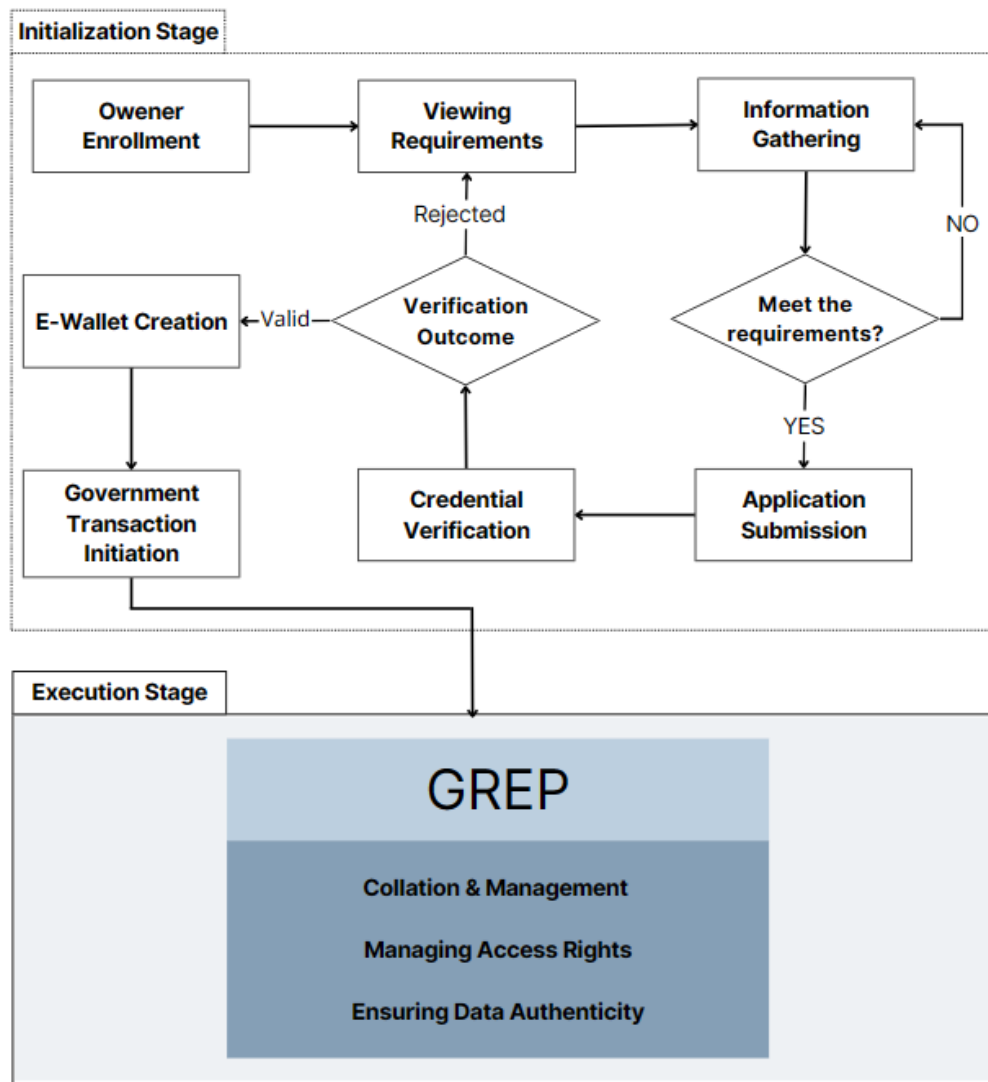 Initialization Stage
Owener
Enrollment
Viewing
Requirements
Information
Gathering
Rejected
NO
E-Wallet Creation
Valid
Verification
Outcome
Meet the
requirements?
YES
Government
Transaction
Initiation
Credential
Verification
Application
Submission
Execution Stage
GREP
Collation & Management
Managing Access Rights
Ensuring Data Authenticity